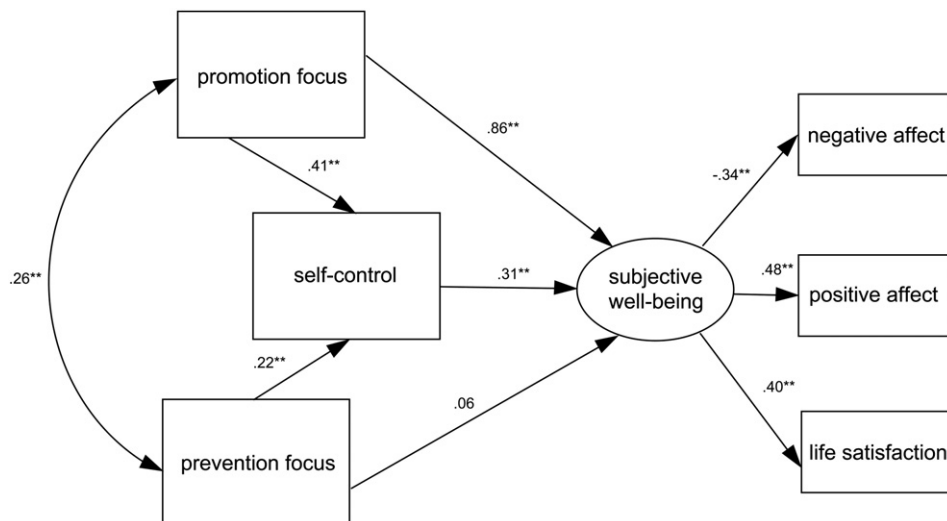 promotion focus
.86**
negative affect
.41**
-.34**
self-control
.26**
.31**
subjective
well-being
.48**
positive affect
.22**
.06
.40**
prevention focus
life satisfaction